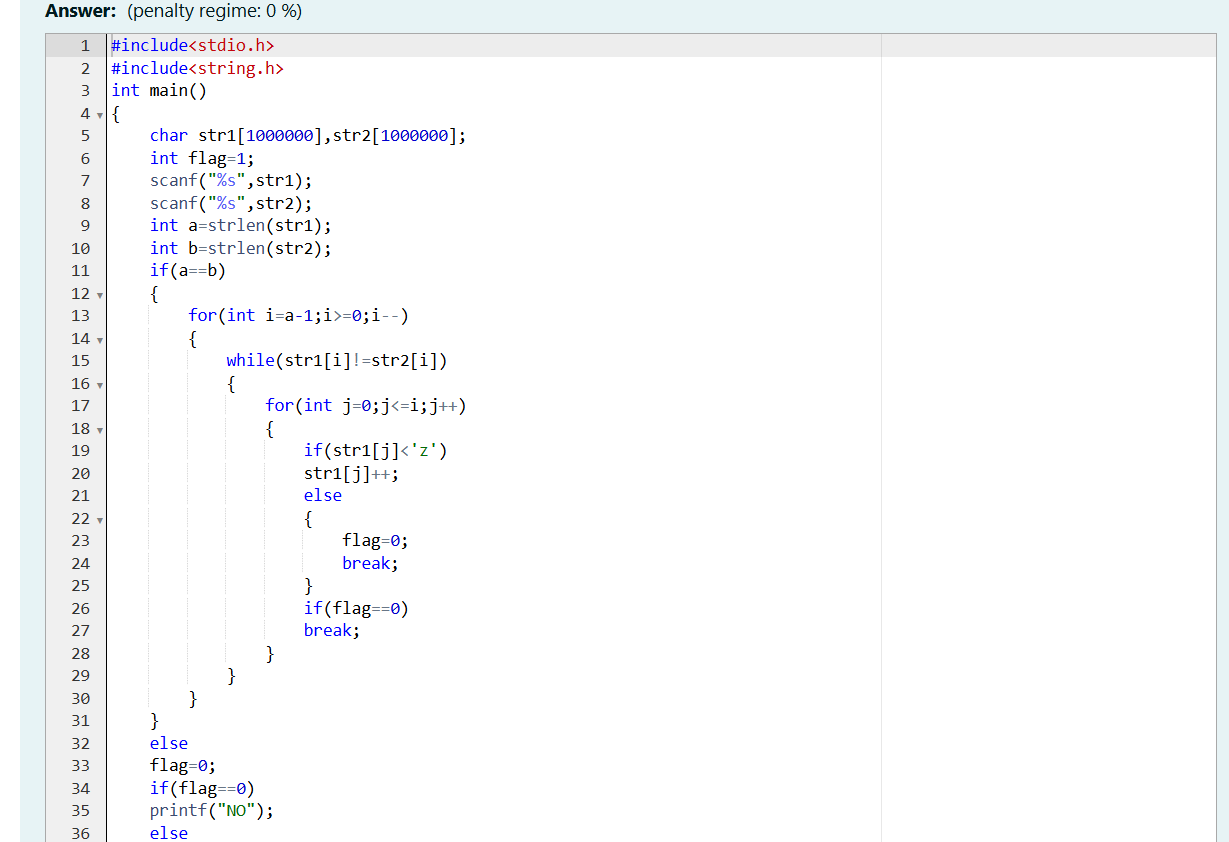 Answer: (penalty regime: 0 %)
1 #include<stdio.h>
2 #include<string.h>
3 int main()
4 {
5     char str1[1000000],str2[1000000];
6     int flag=1;
7     scanf("%s",str1);
8     scanf("%s",str2);
9     int a=strlen(str1);
10     int b=strlen(str2);
11     if(a==b)
12     {
13         for(int i=a-1;i>=0;i--)
14         {
15             while(str1[i]!=str2[i])
16             {
17                 for(int j=0;j<=i;j++)
18                 {
19                     if(str1[j]<'z')
20                     str1[j]++;
21                     else
22                     {
23                         flag=0;
24                         break;
25                     }
26                     if(flag==0)
27                     break;
28                 }
29             }
30         }
31     }
32     else
33     flag=0;
34     if(flag==0)
35     printf("NO");
36     else